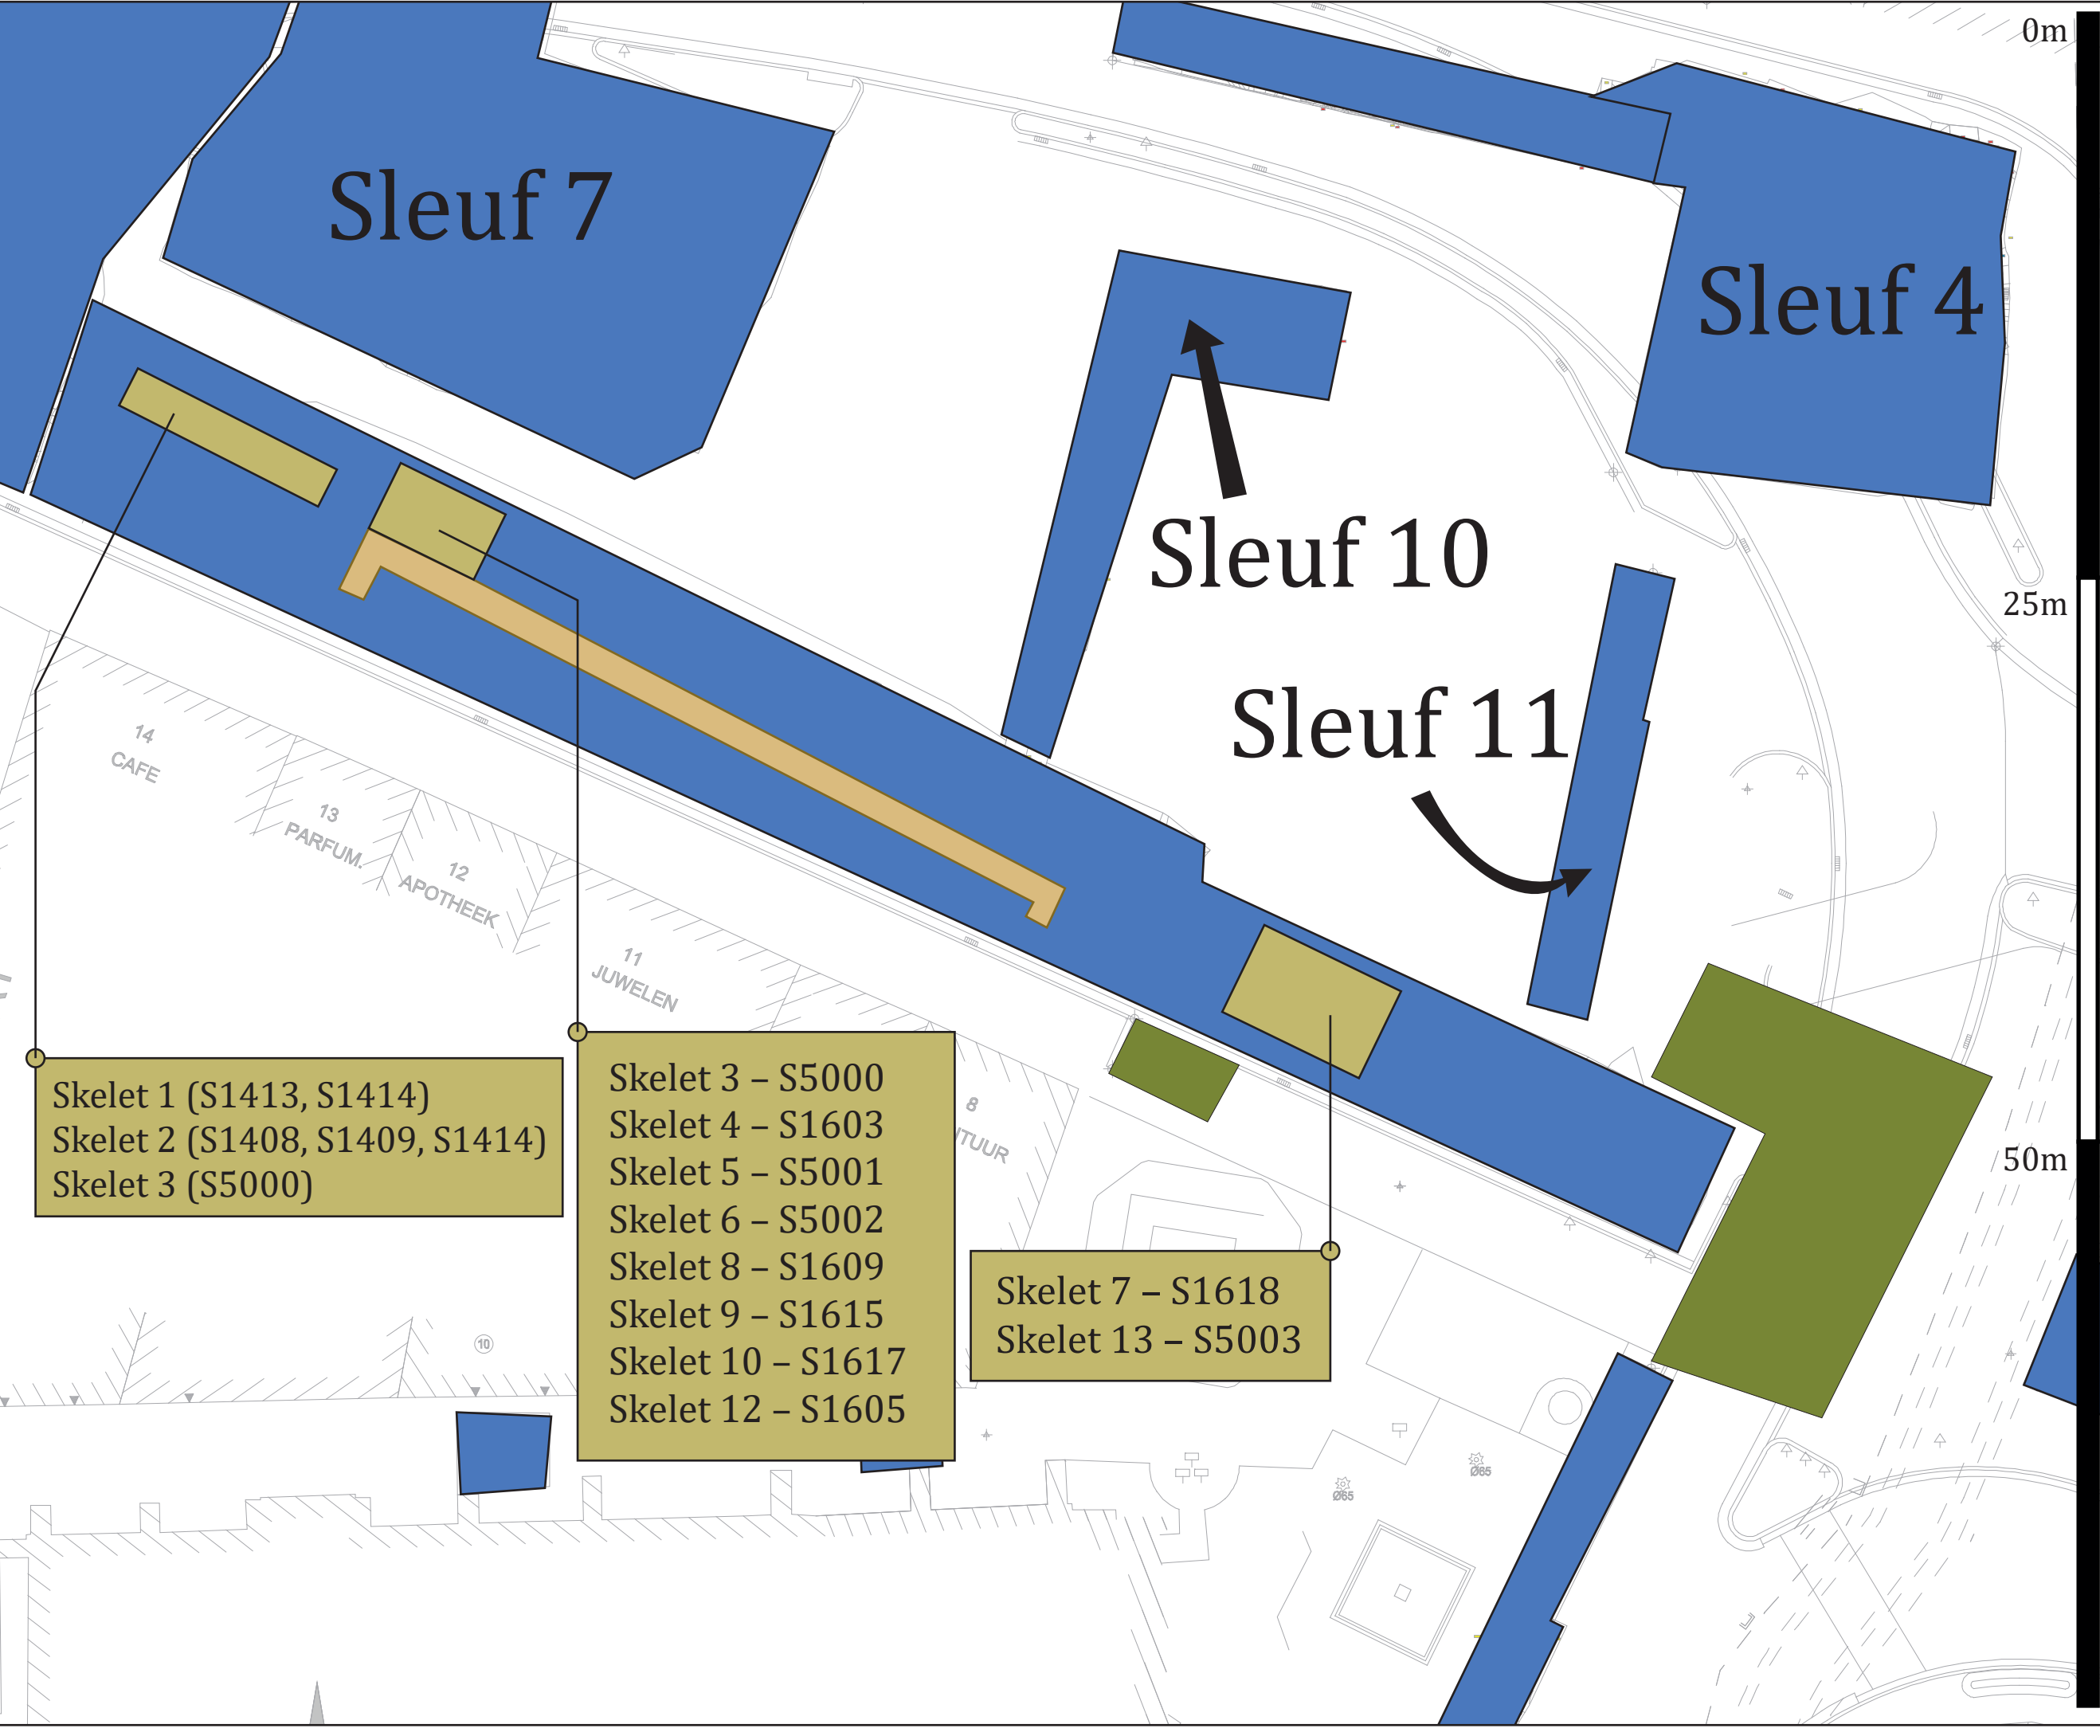 0m
Sleuf 7
Sleuf 4
Sleuf 10
25m
Sleuf 11
14
CAFE
13
PARFUM.
12
APOTHEEK
11
JUWELEN
8
Skelet 1 (S1413, S1414)
Skelet 2 (S1408, S1409, S1414)
Skelet 3 (S5000)
Skelet 3 – S5000
Skelet 4 – S1603
Skelet 5 – S5001
Skelet 6 – S5002
Skelet 8 – S1609
Skelet 9 – S1615
Skelet 10 – S1617
Skelet 12 – S1605
50m
Skelet 7 – S1618
Skelet 13 – S5003
10
Ø65
Ø65